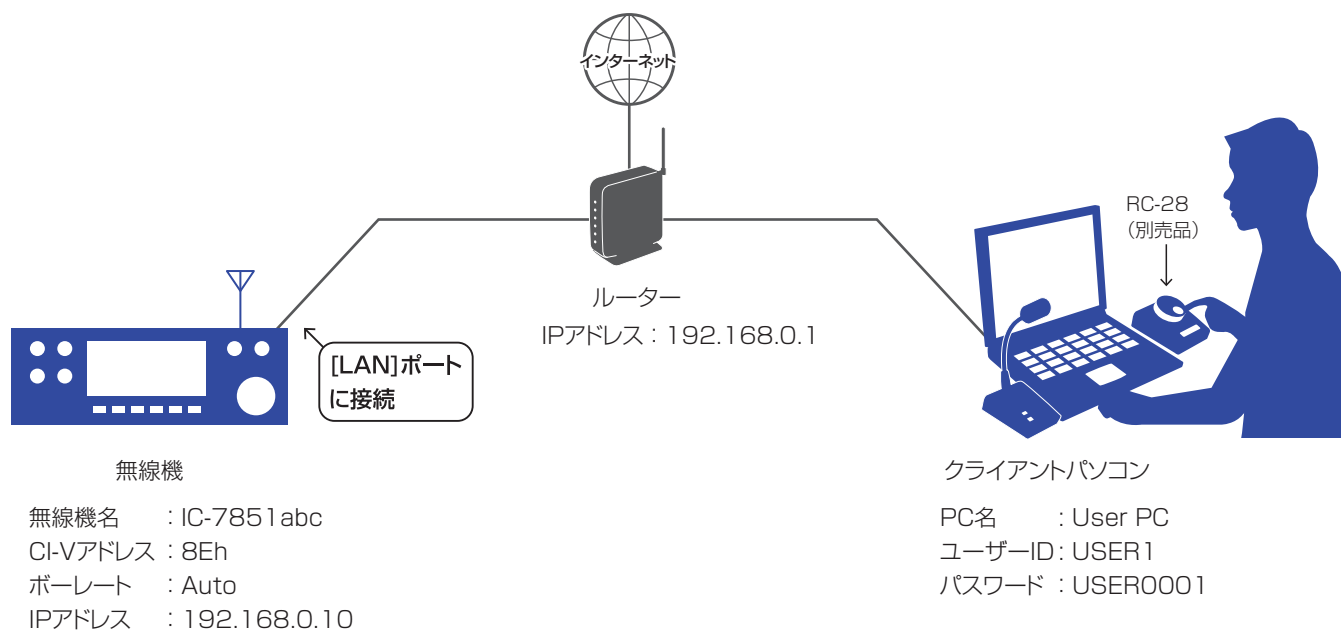 インターネット
RC-28
（別売品）
ルーター
IPアドレス：192.168.0.1
[LAN]ポート
に接続
無線機
無線機名 ：IC-7851abc
CI-Vアドレス：8Eh
ボーレート ：Auto
IPアドレス ：192.168.0.10
クライアントパソコン
PC名 : User PC
ユーザーID : USER1
パスワード : USER0001